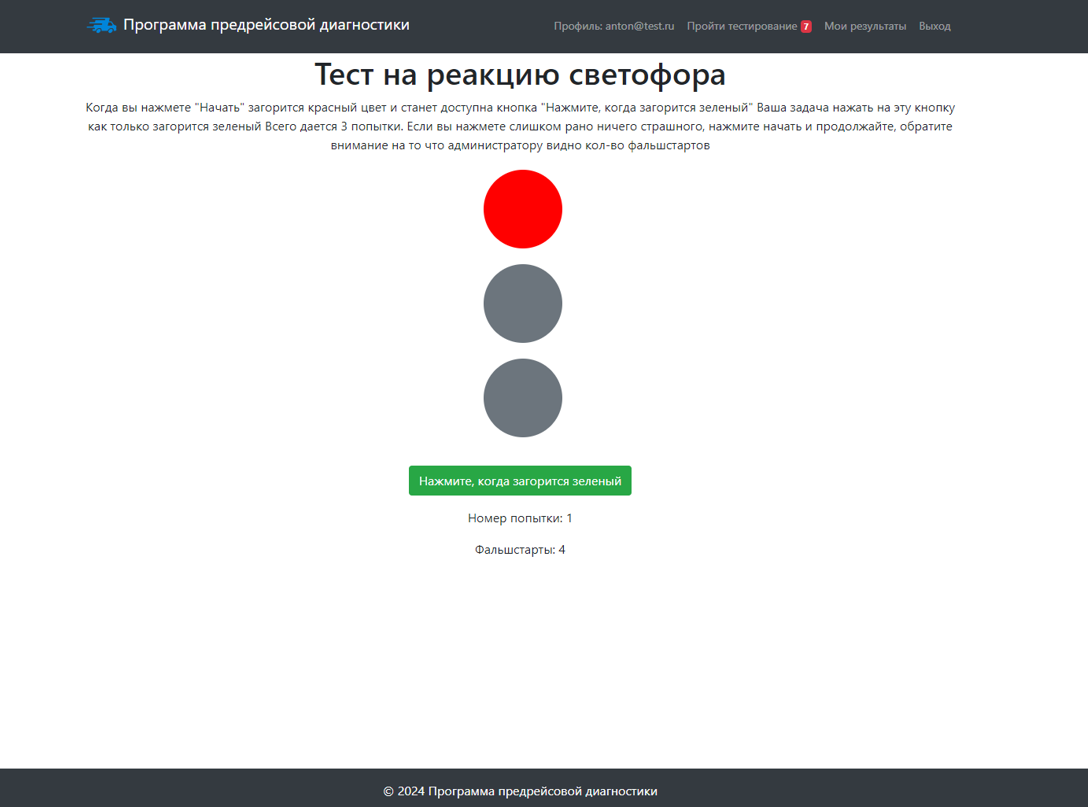 Программа предрейсовой диагностики
Профиль: anton@test.ru Пройти тестирование 7 Мои результаты Выход
Тест на реакцию светофора
Когда вы нажмете "Начать" загорится красный цвет и станет доступна кнопка "Нажмите, когда загорится зеленый" Ваша задача нажать на эту кнопку
как только загорится зеленый Всего дается 3 попытки. Если вы нажмете слишком рано ничего страшного, нажмите начать и продолжайте, обратите
внимание на то что администратору видно кол-во фальшстартов
Нажмите, когда загорится зеленый
Номер попытки: 1
Фальшстарты: 4
© 2024 Программа предрейсовой диагностики